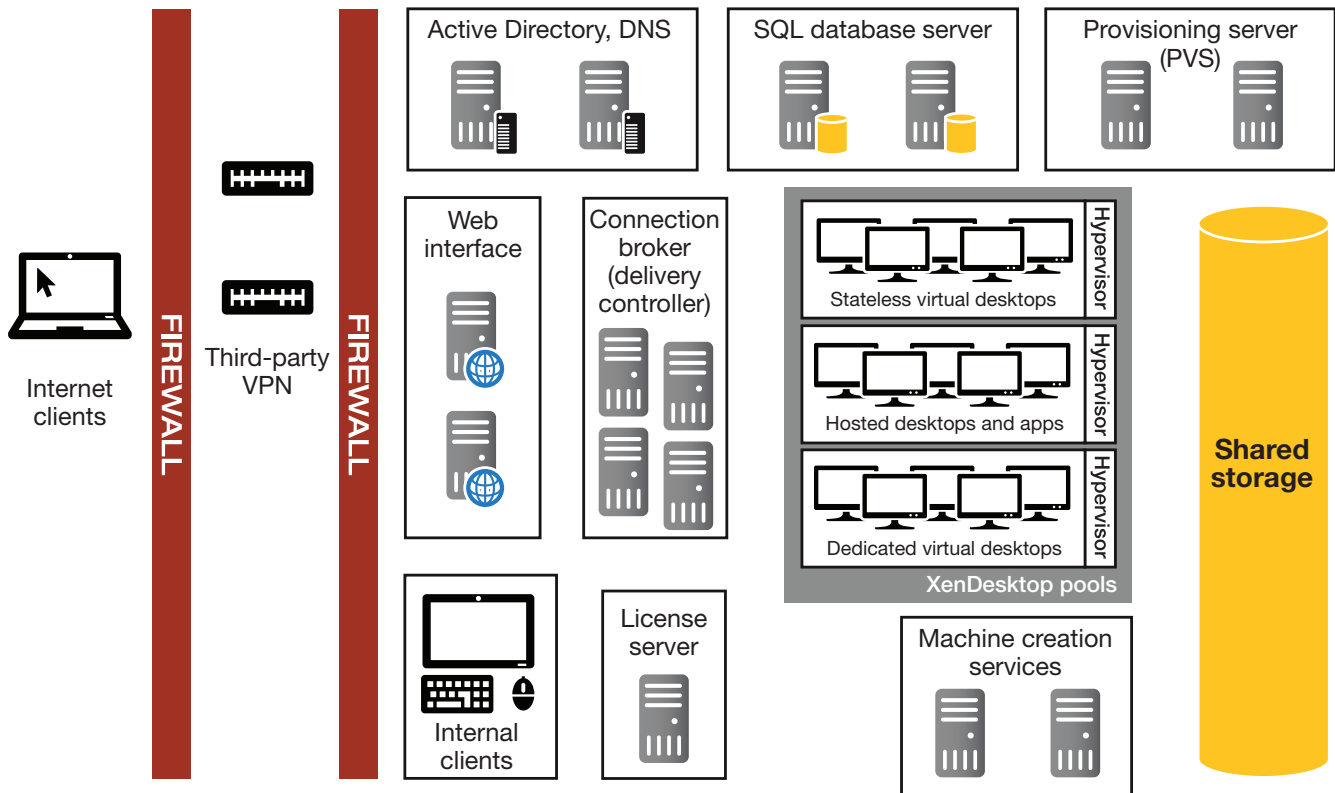 Active Directory, DNS
SQL database server
Provisioning server
(PVS)
Internet
clients
FIREWALL
Third-party
VPN
FIREWALL
Web
interface
Connection
broker
(delivery
controller)
Stateless virtual desktops
Hypervisor
Hosted desktops and apps
Hypervisor
Dedicated virtual desktops
Hypervisor
XenDesktop pools
Shared
storage
Internal
clients
License
server
Machine creation
services